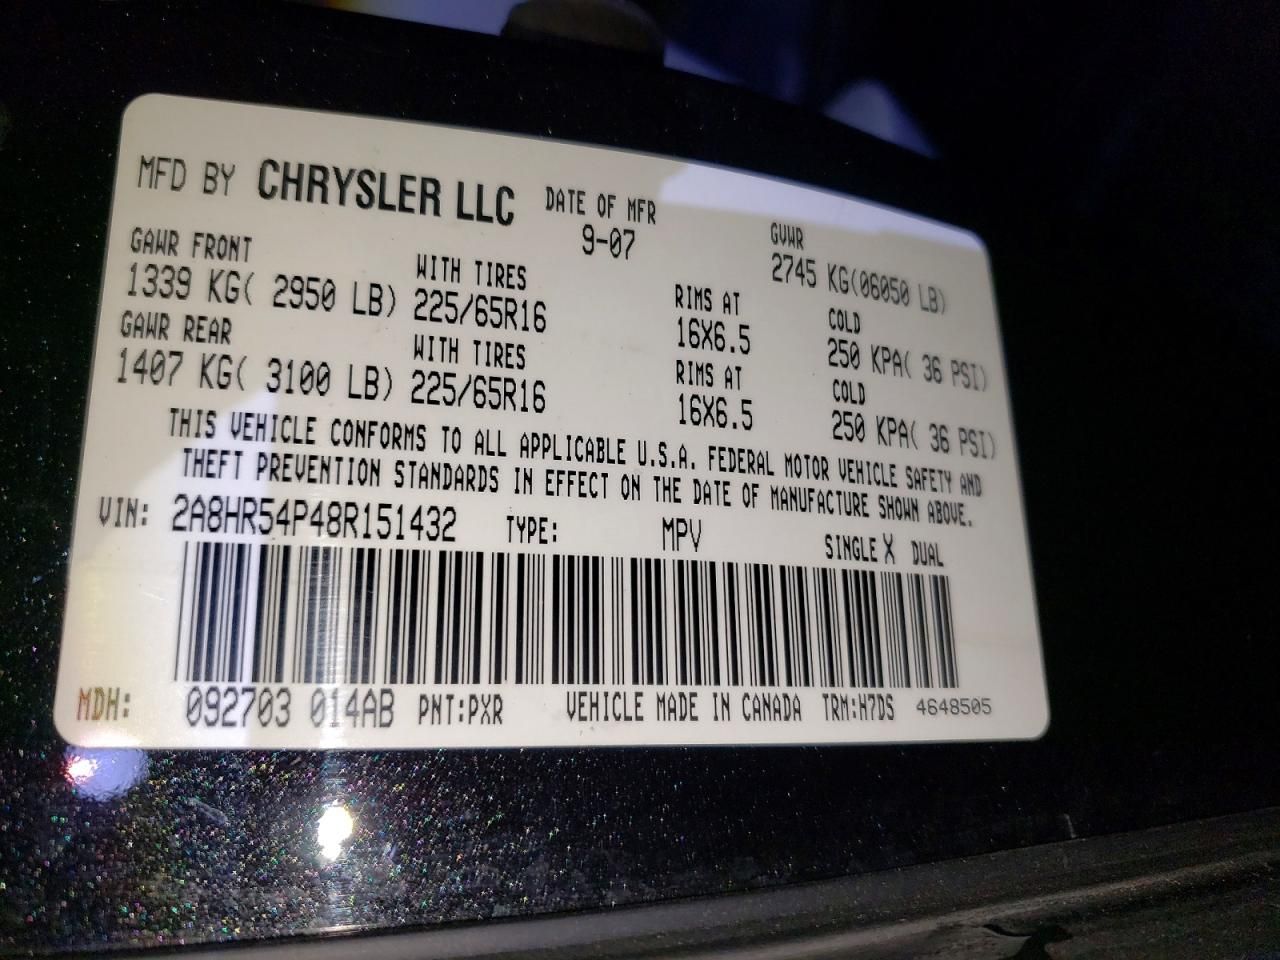 MFD BY CHRYSLER LLC DATE OF MFR GVWR
9-07 2745 KG(06050 LB)
GAWR FRONT WITH TIRES RIMS AT COLD
1339 KG( 2950 LB) 225/65R16 16X6.5 250 KPA( 36 PSI)
GAWR REAR WITH TIRES RIMS AT COLD
1407 KG( 3100 LB) 225/65R16 16X6.5 250 KPA( 36 PSI)
THIS VEHICLE CONFORMS TO ALL APPLICABLE U.S.A. FEDERAL MOTOR VEHICLE SAFETY AND
THEFT PREVENTION STANDARDS IN EFFECT ON THE DATE OF MANUFACTURE SHOWN ABOVE.
VIN: 2A8HR54P48R151432 TYPE: MPV SINGLE X DUAL
MDH: 092703 014AB PNT:PXR VEHICLE MADE IN CANADA TRM:H7DS 4648505